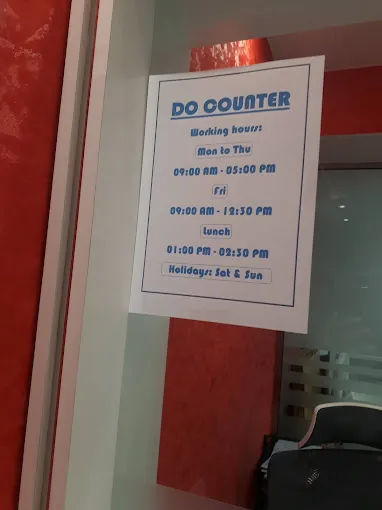 DO COUNTER
Working hours:
Mon to Thu
09:00 AM - 05:00 PM
Fri
09:00 AM - 12:30 PM
Lunch
01:00 PM - 02:30 PM
Holidays: Sat & Sun